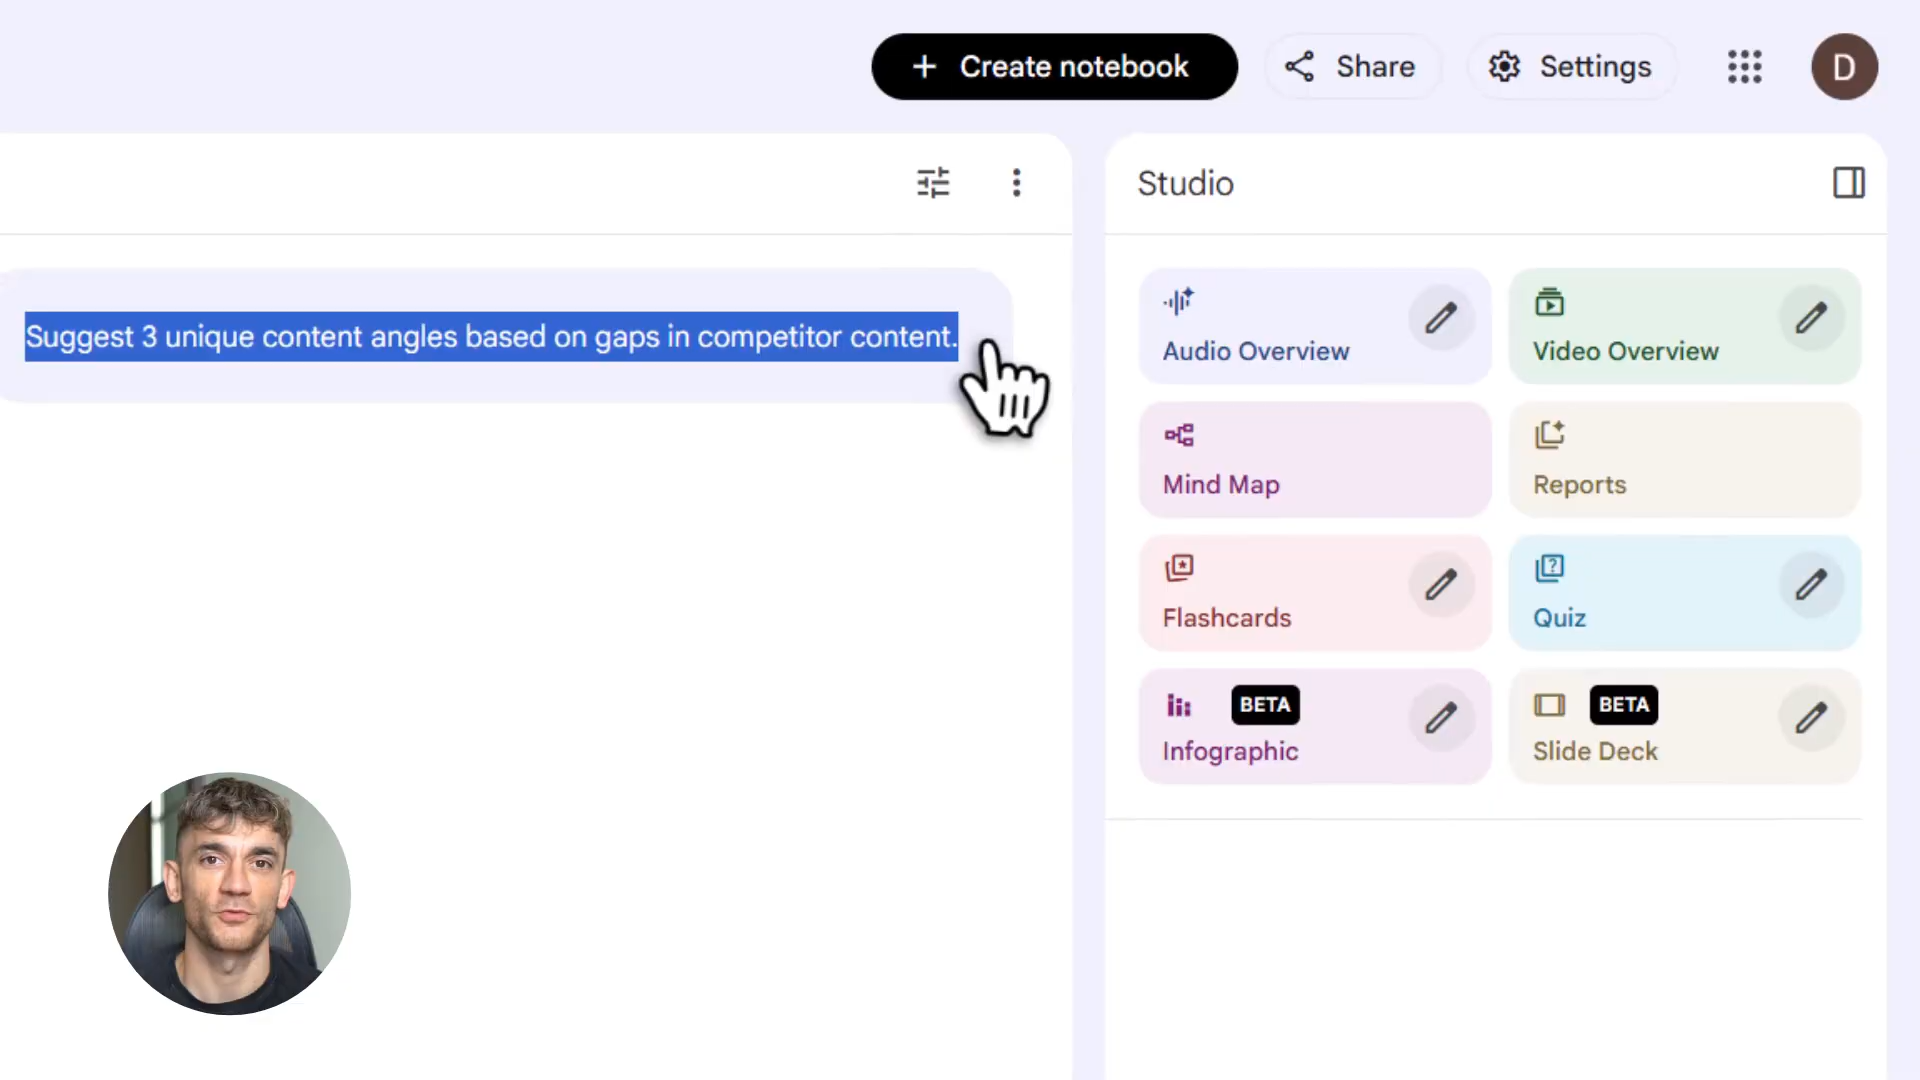 Create notebook
Share
Settings
D
Studio
Suggest 3 unique content angles based on gaps in competitor content.
Audio Overview
Video Overview
Mind Map
Reports
Flashcards
Quiz
BETA
Infographic
BETA
Slide Deck